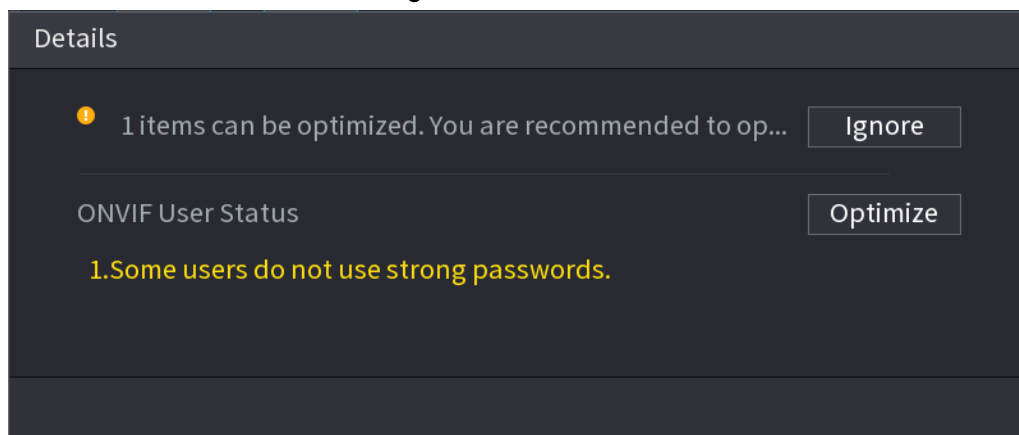 Details
1 items can be optimized. You are recommended to op...
Ignore
ONVIF User Status
Optimize
1.Some users do not use strong passwords.